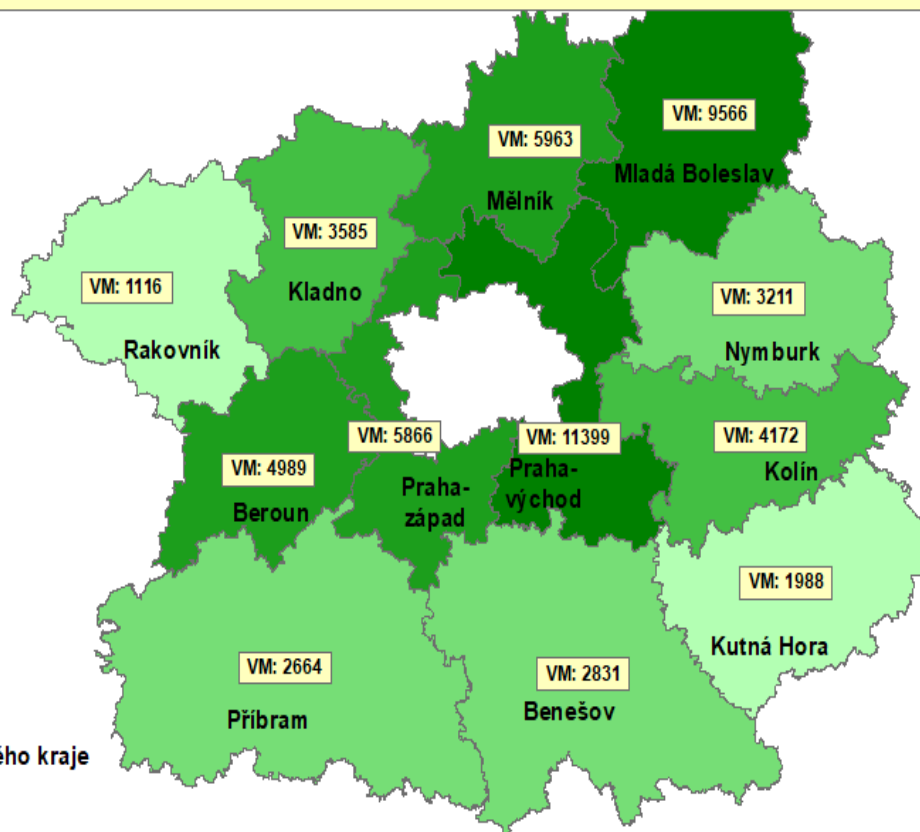 VM: 9566
Mladá Boleslav
VM: 5963
Mělník
VM: 3585
Kladno
VM: 1116
Rakovník
VM: 3211
Nymburk
VM: 5866
Praha-
západ
VM: 11399
Praha-
východ
VM: 4172
Kolín
VM: 4989
Beroun
VM: 1988
Kutná Hora
VM: 2664
Příbram
VM: 2831
Benešov
ého kraje